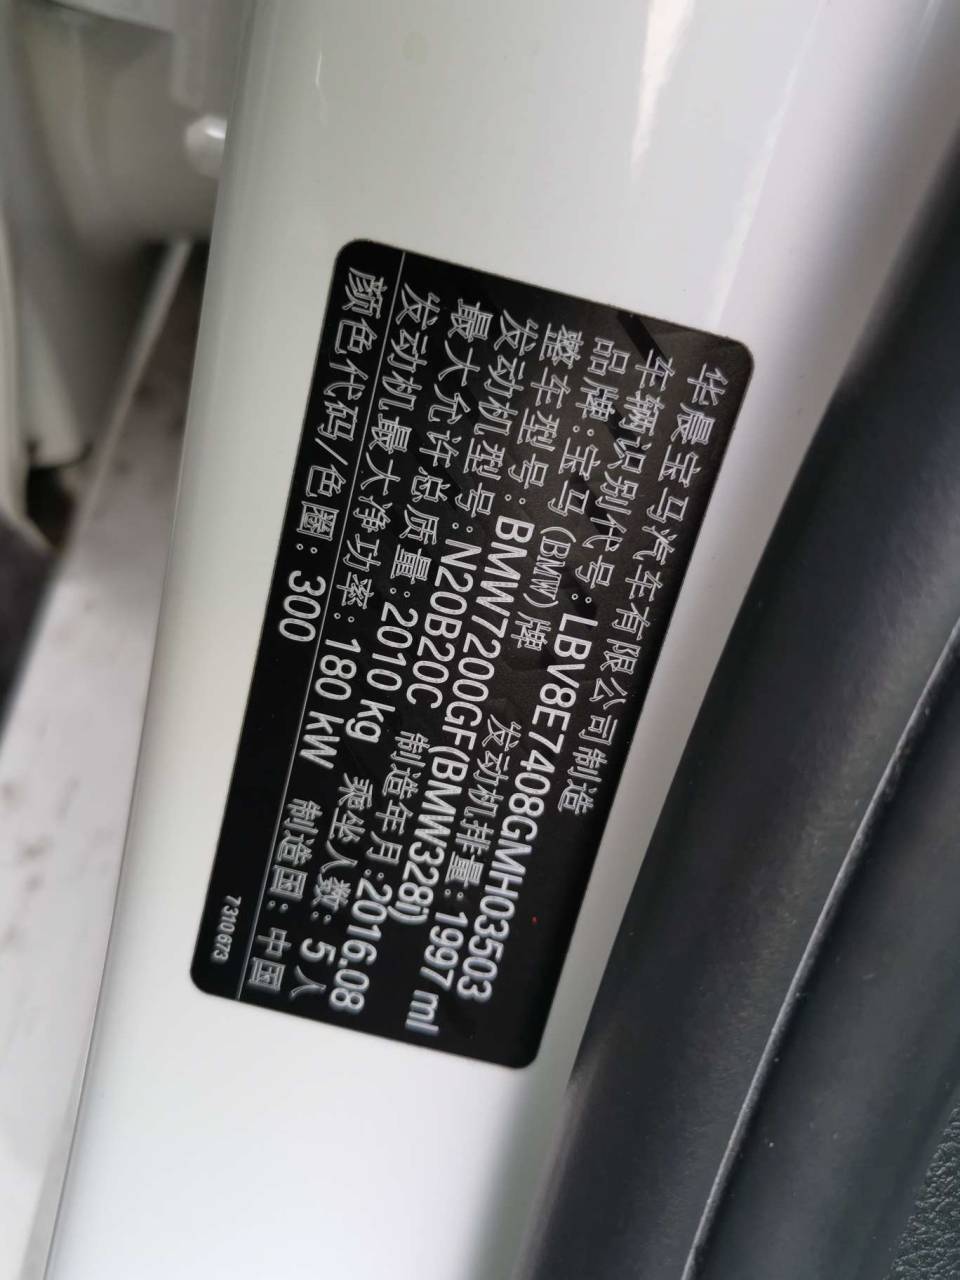 华晨宝马汽车有限公司制造
车辆识别代号: LBV8E7408GMH03503
品牌:宝马(BMW)牌
整车型号: BMW7200GF(BMW328i)
发动机型号: N20B20C 发动机排量: 1997 ml
最大允许总质量: 2010 kg 制造年月:2016.08
发动机最大净功率: 180 kW 乘坐人数: 5 人
颜色代码/色圈: 300 制造国: 中国
7310673